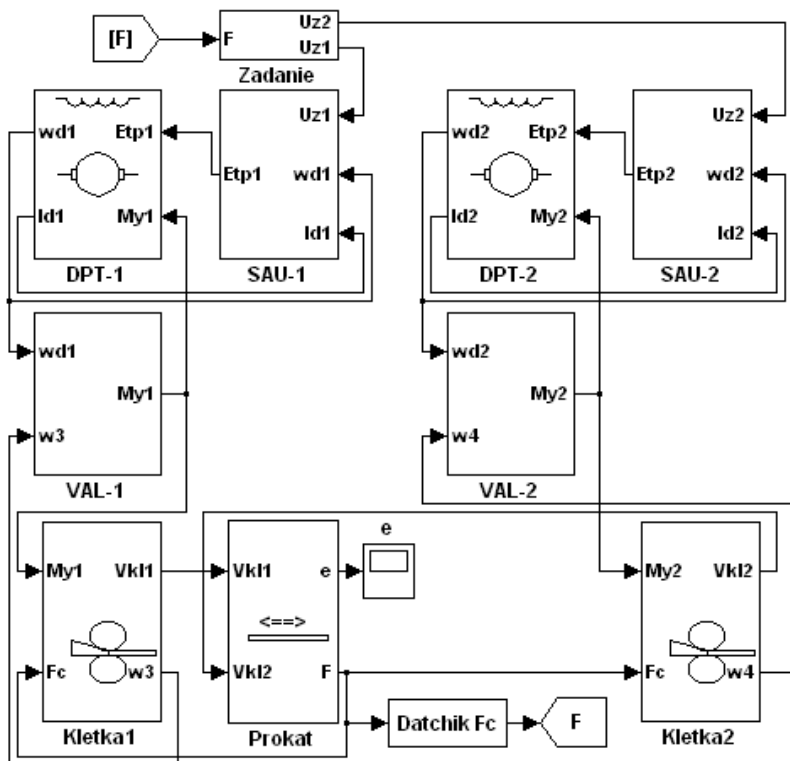 [F]
F
Uz2
Uz1
Zadanie
wd1
Etp1
Id1
My1
DPT-1
Uz1
Etp1
wd1
Id1
SAU-1
wd2
Etp2
Id2
My2
DPT-2
Uz2
Etp2
wd2
Id2
SAU-2
wd1
My1
w3
VAL-1
wd2
My2
w4
VAL-2
My1
Vkl1
Fc
w3
Kletka1
Vkl1
e
<==>
Vkl2
F
Prokat
e
Datchik Fc
F
My2
Vkl2
Fc
w4
Kletka2